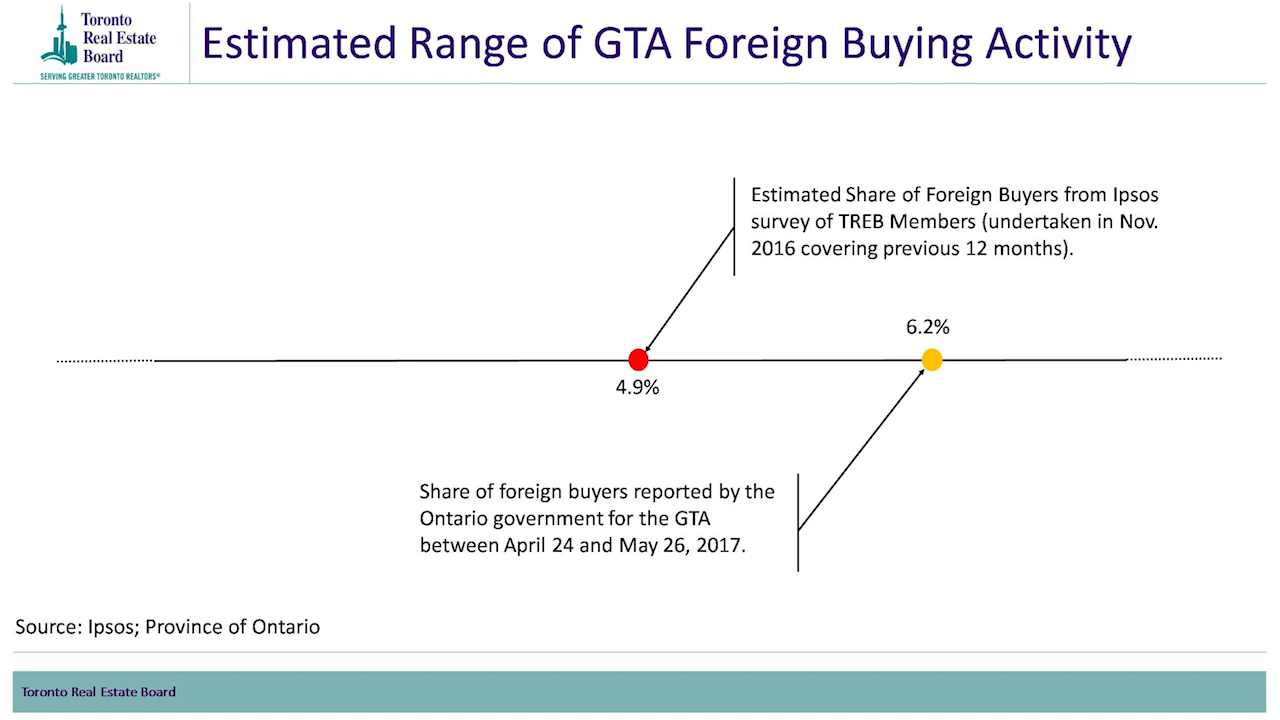 Toronto
Real Estate
Board
SERVING GREATER TORONTO REALTORS®
Estimated Range of GTA Foreign Buying Activity
Estimated Share of Foreign Buyers from Ipsos
survey of TREB Members (undertaken in Nov.
2016 covering previous 12 months).
6.2%
4.9%
Share of foreign buyers reported by the
Ontario government for the GTA
between April 24 and May 26, 2017.
Source: Ipsos; Province of Ontario
Toronto Real Estate Board